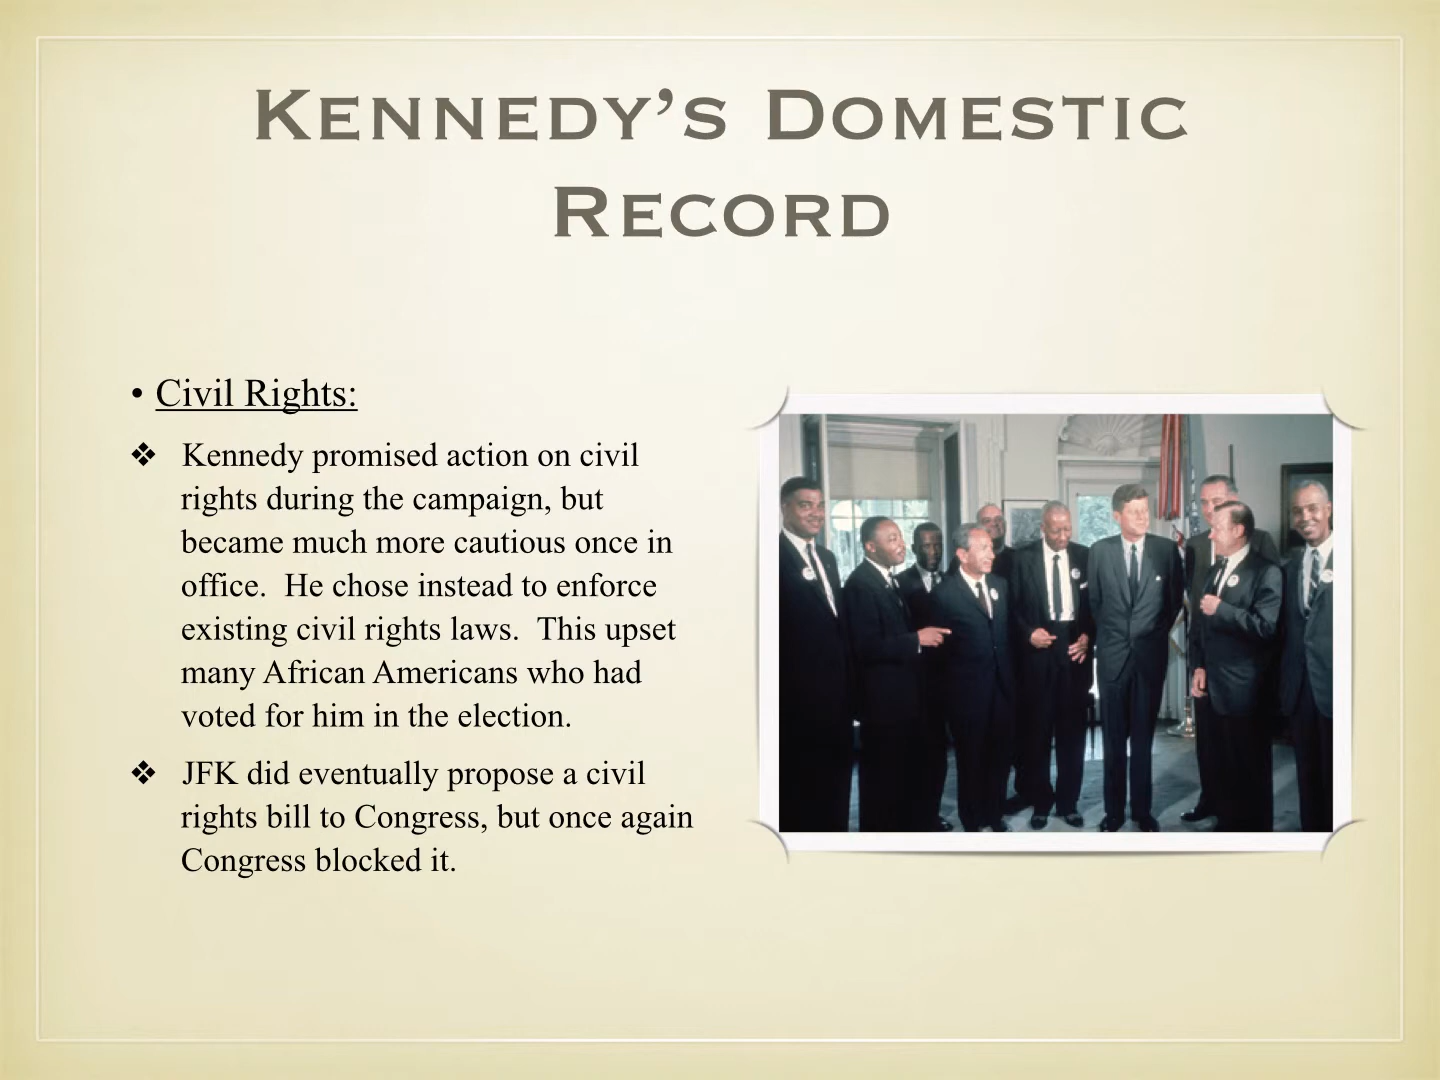 Kennedy's Domestic
Record
• Civil Rights:
❖ Kennedy promised action on civil
rights during the campaign, but
became much more cautious once in
office.  He chose instead to enforce
existing civil rights laws.  This upset
many African Americans who had
voted for him in the election.
❖ JFK did eventually propose a civil
rights bill to Congress, but once again
Congress blocked it.